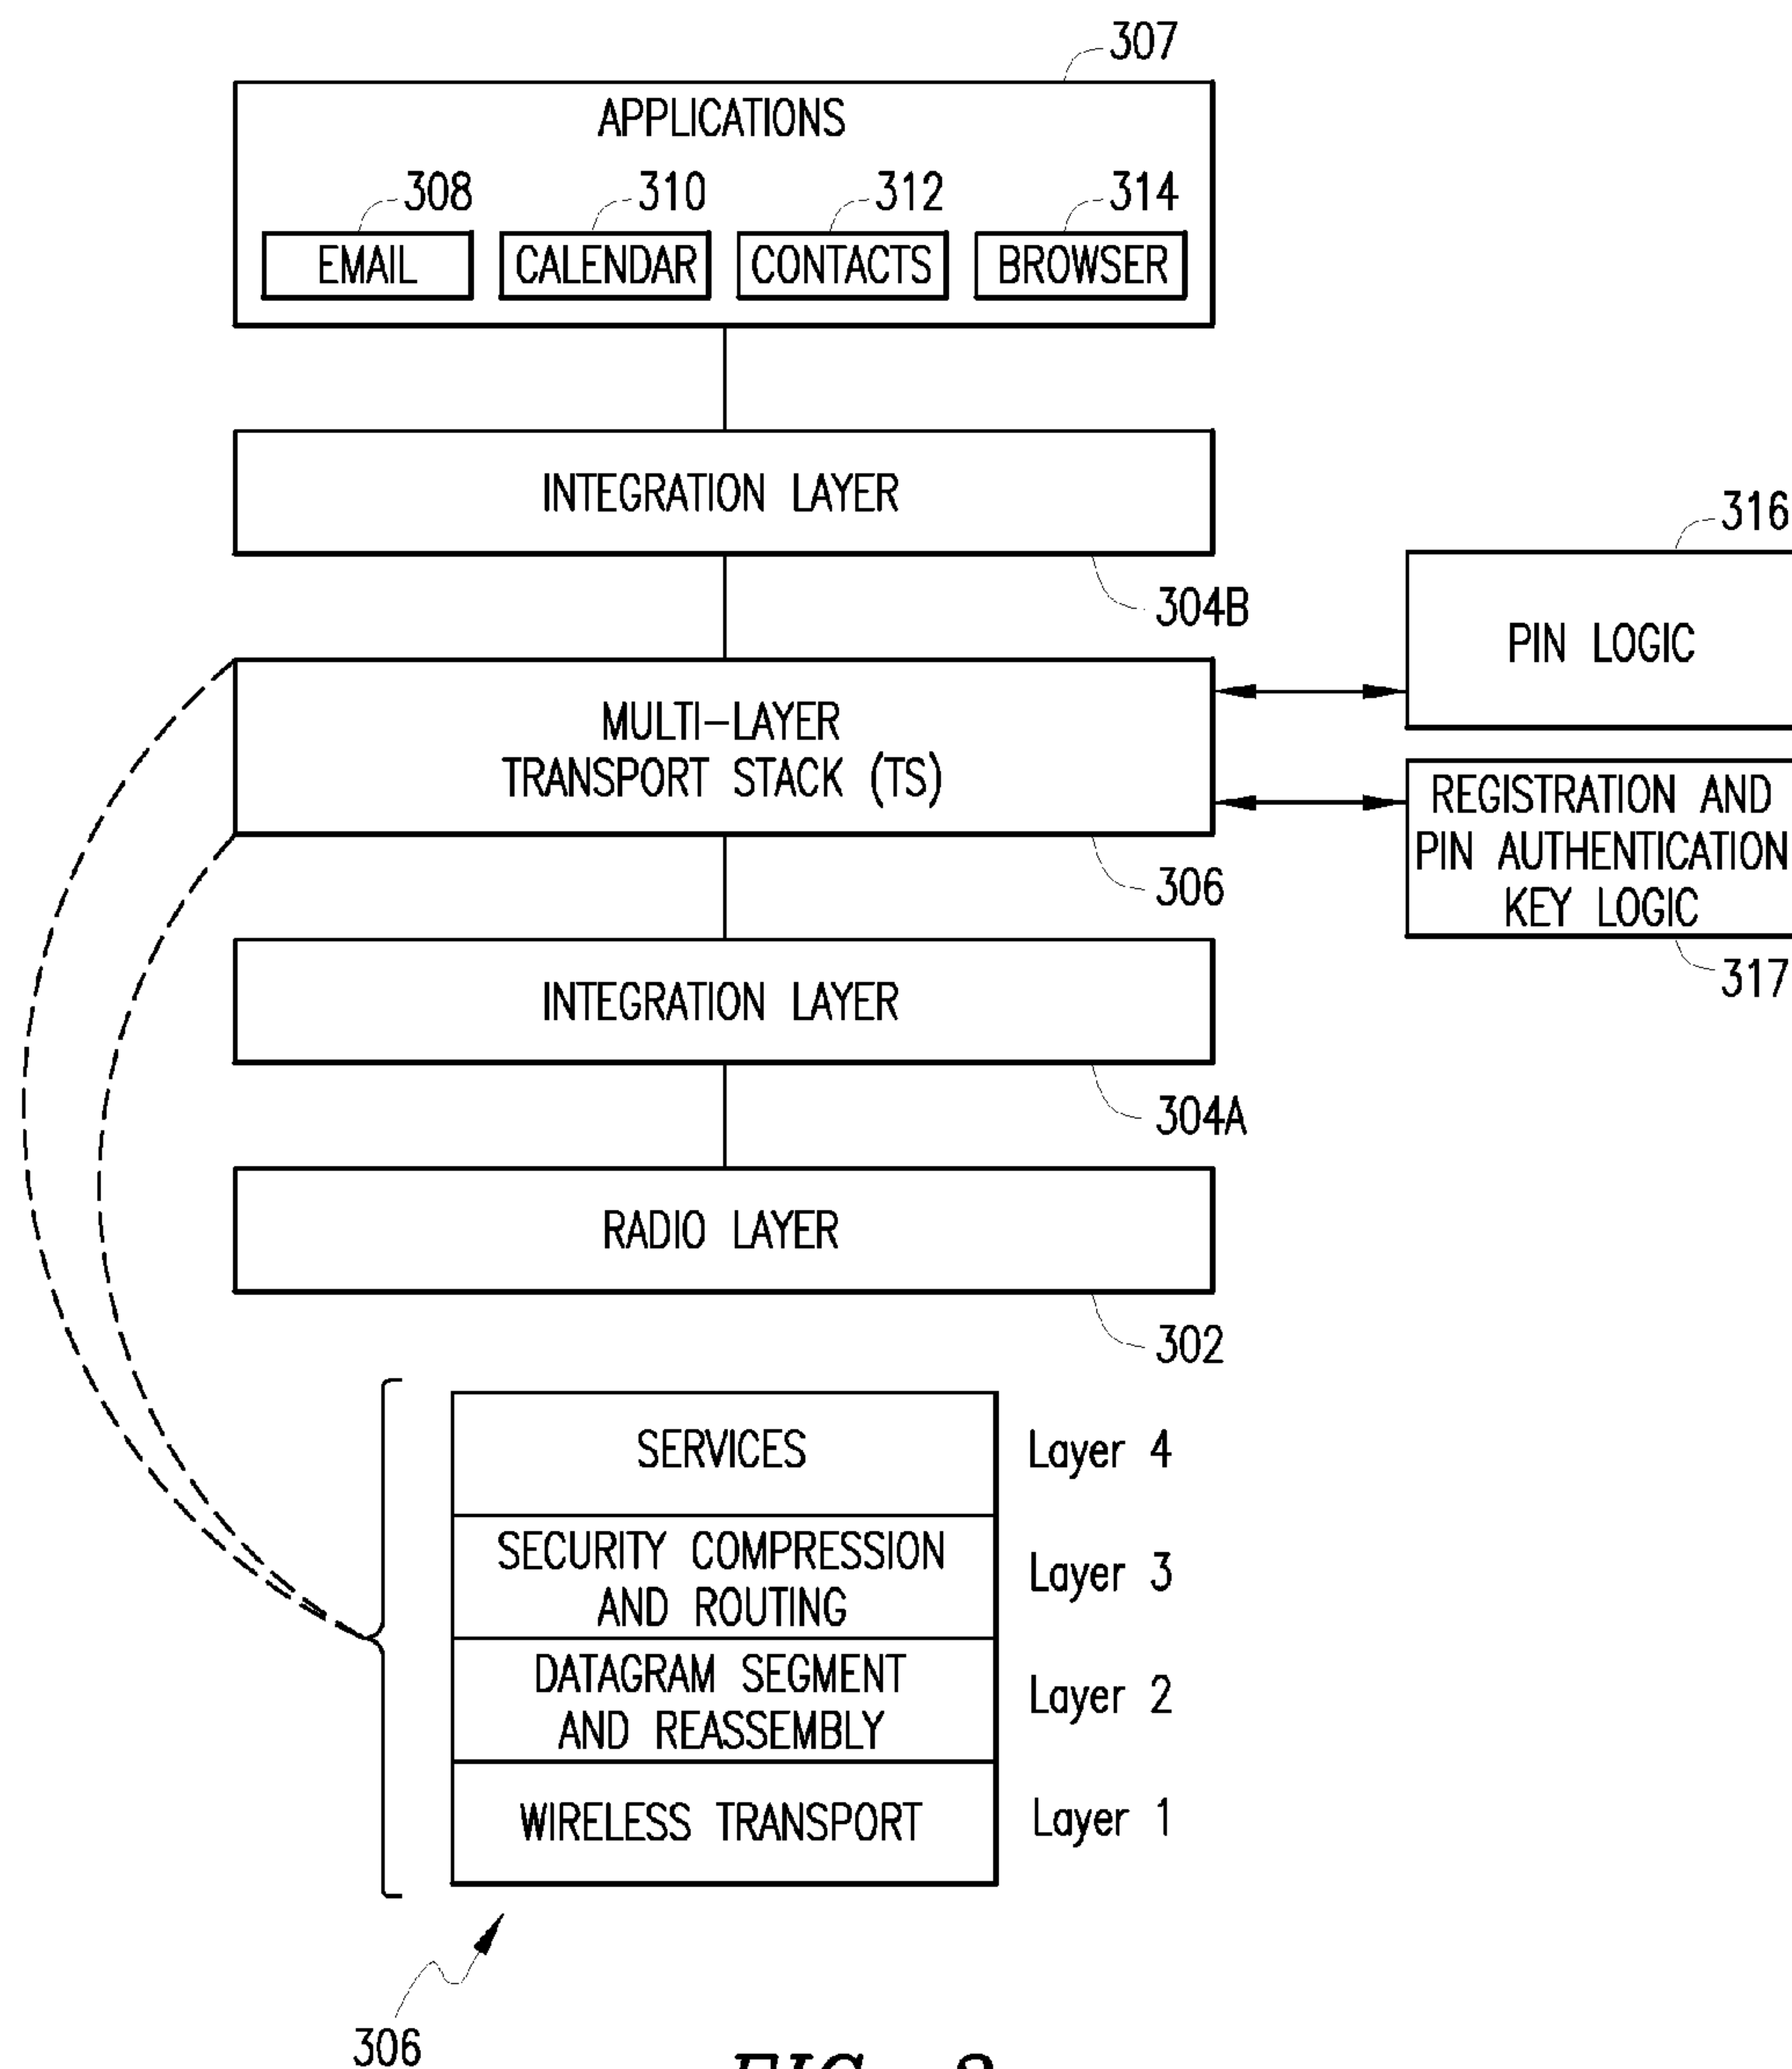 307
APPLICATIONS
308
310
312
314
EMAIL
CALENDAR
CONTACTS
BROWSER
INTEGRATION LAYER
304B
316
PIN LOGIC
MULTI-LAYER
TRANSPORT STACK (TS)
306
REGISTRATION AND
PIN AUTHENTICATION
KEY LOGIC
317
INTEGRATION LAYER
304A
RADIO LAYER
302
SERVICES
Layer 4
SECURITY COMPRESSION
AND ROUTING
Layer 3
DATAGRAM SEGMENT
AND REASSEMBLY
Layer 2
WIRELESS TRANSPORT
Layer 1
306
FIG.